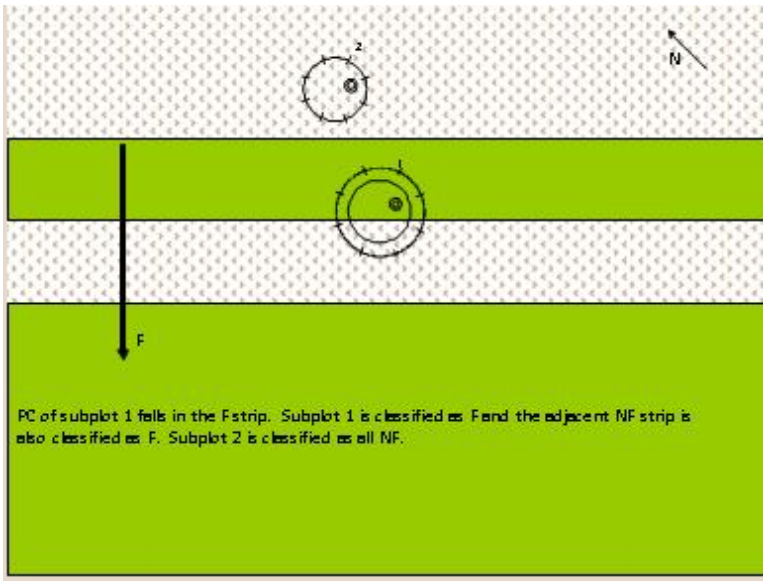 2
N
1
F
PC of subplot 1 falls in the F strip. Subplot 1 is classified as F and the adjacent NF strip is
also classified as F. Subplot 2 is classified as all NF.